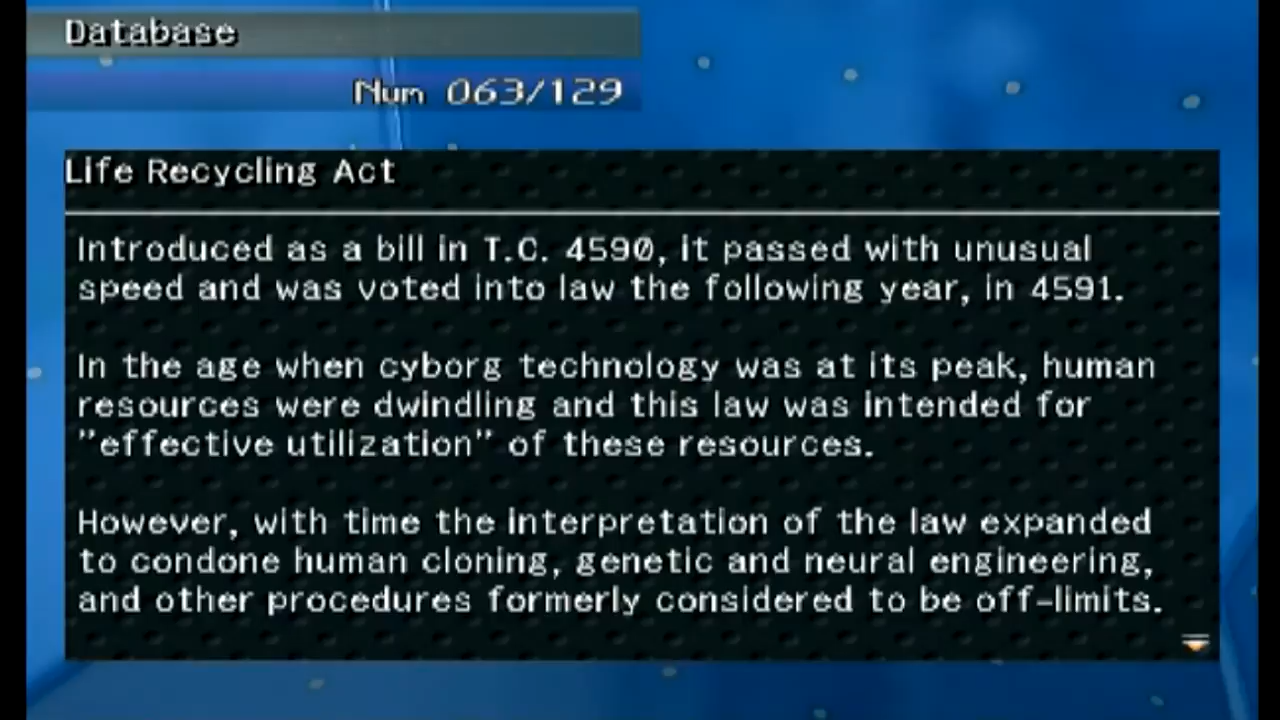 Database
Num 063/129
Life Recycling Act
Introduced as a bill in T.C. 4590, it passed with unusual
speed and was voted into law the following year, in 4591.
In the age when cyborg technology was at its peak, human
resources were dwindling and this law was intended for
"effective utilization" of these resources.
However, with time the interpretation of the law expanded
to condone human cloning, genetic and neural engineering,
and other procedures formerly considered to be off-limits.